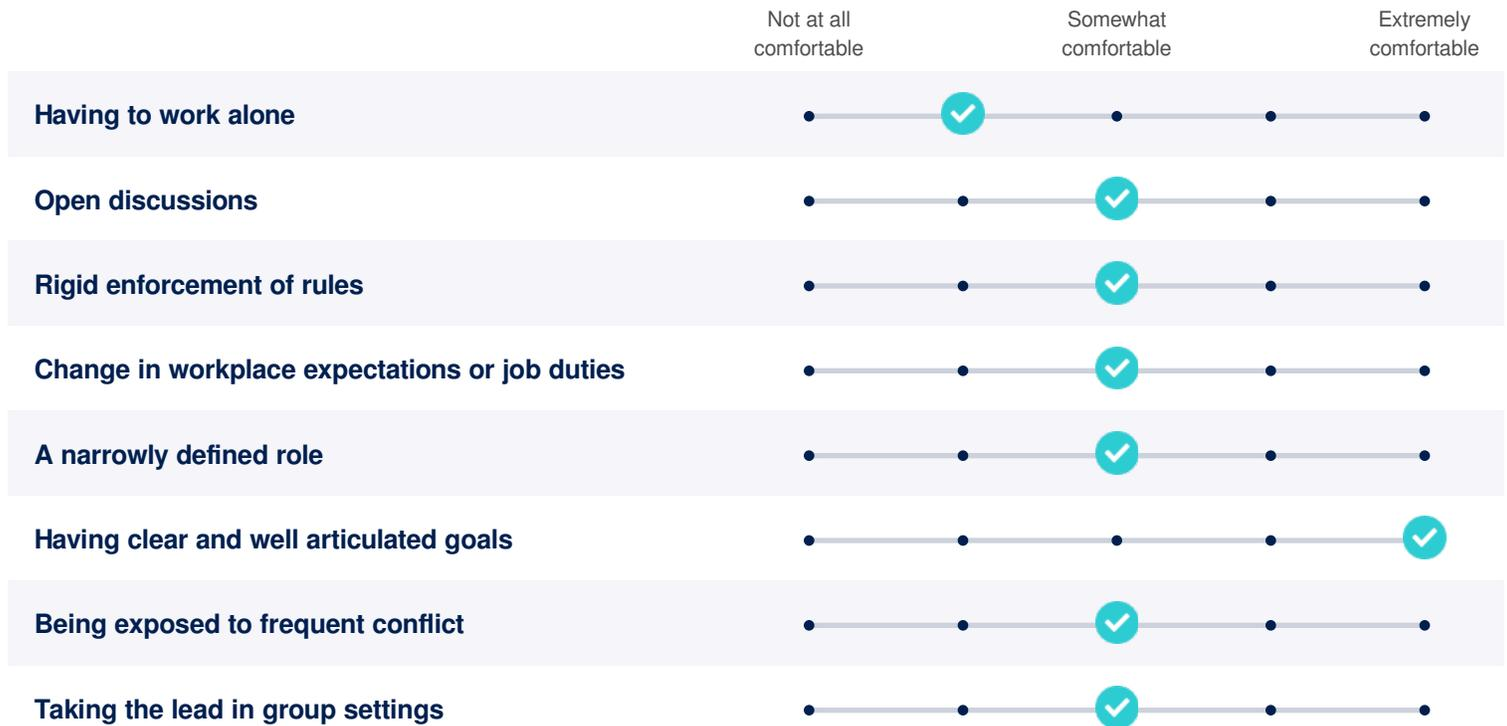 Not at all
comfortable
Somewhat
comfortable
Extremely
comfortable
Having to work alone
Open discussions
Rigid enforcement of rules
Change in workplace expectations or job duties
A narrowly defined role
Having clear and well articulated goals
Being exposed to frequent conflict
Taking the lead in group settings